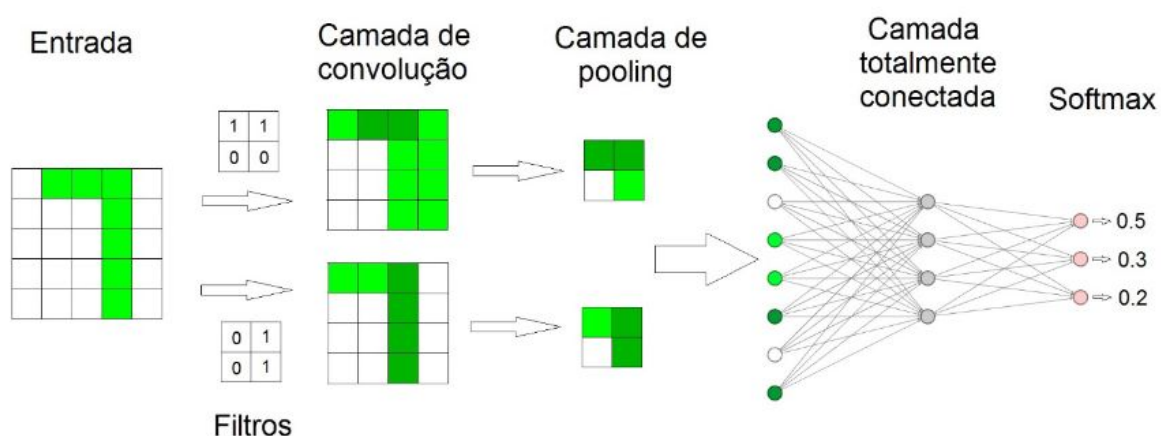 Entrada
Camada de
convolução
Camada de
pooling
Camada
totalmente
conectada
Softmax
1 1
0 0
0 1
0 1
Filtros
0.5
0.3
0.2